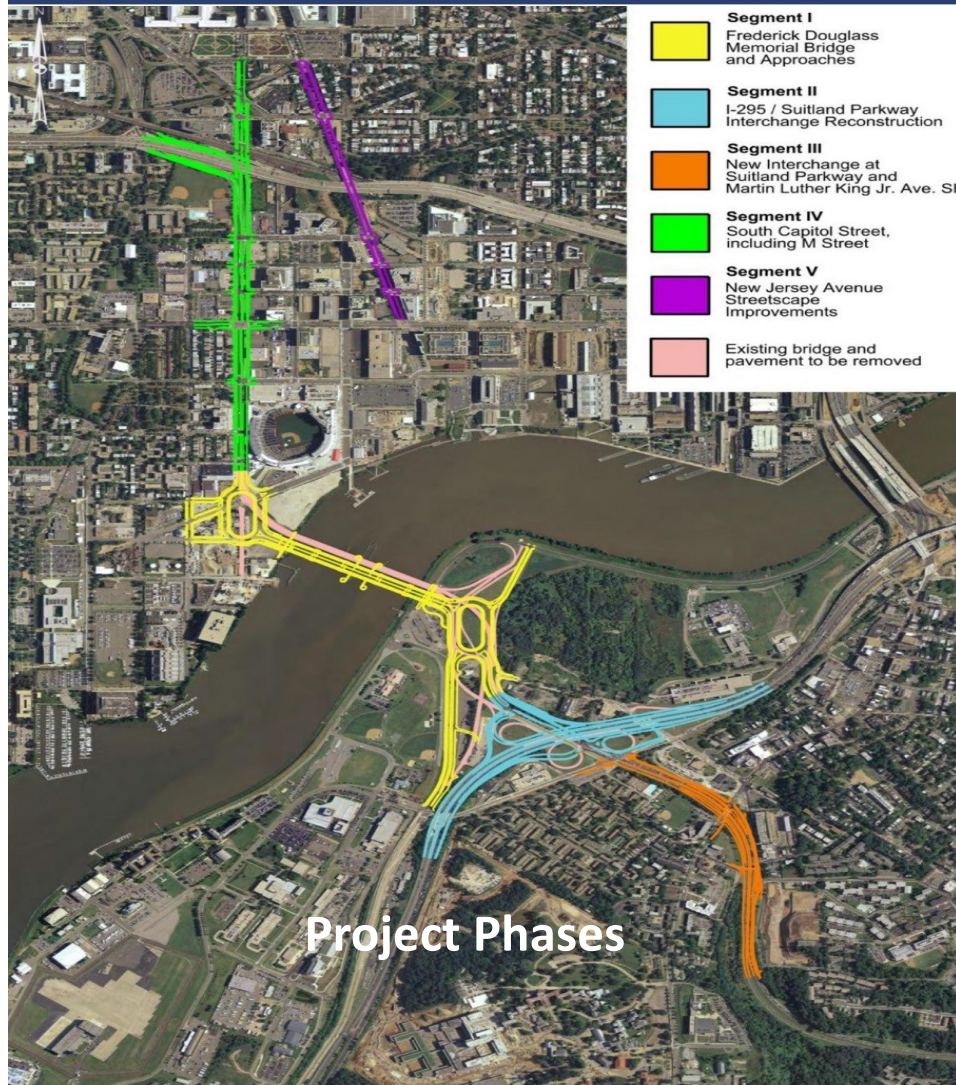 Segment I
Frederick Douglass
Memorial Bridge
and Approaches
Segment II
I-295 / Suitland Parkway
Interchange Reconstruction
Segment III
New Interchange at
Suitland Parkway and
Martin Luther King Jr. Ave. S
Segment IV
South Capitol Street,
including M Street
Segment V
New Jersey Avenue
Streetscape
Improvements
Existing bridge and
pavement to be removed
Project Phases